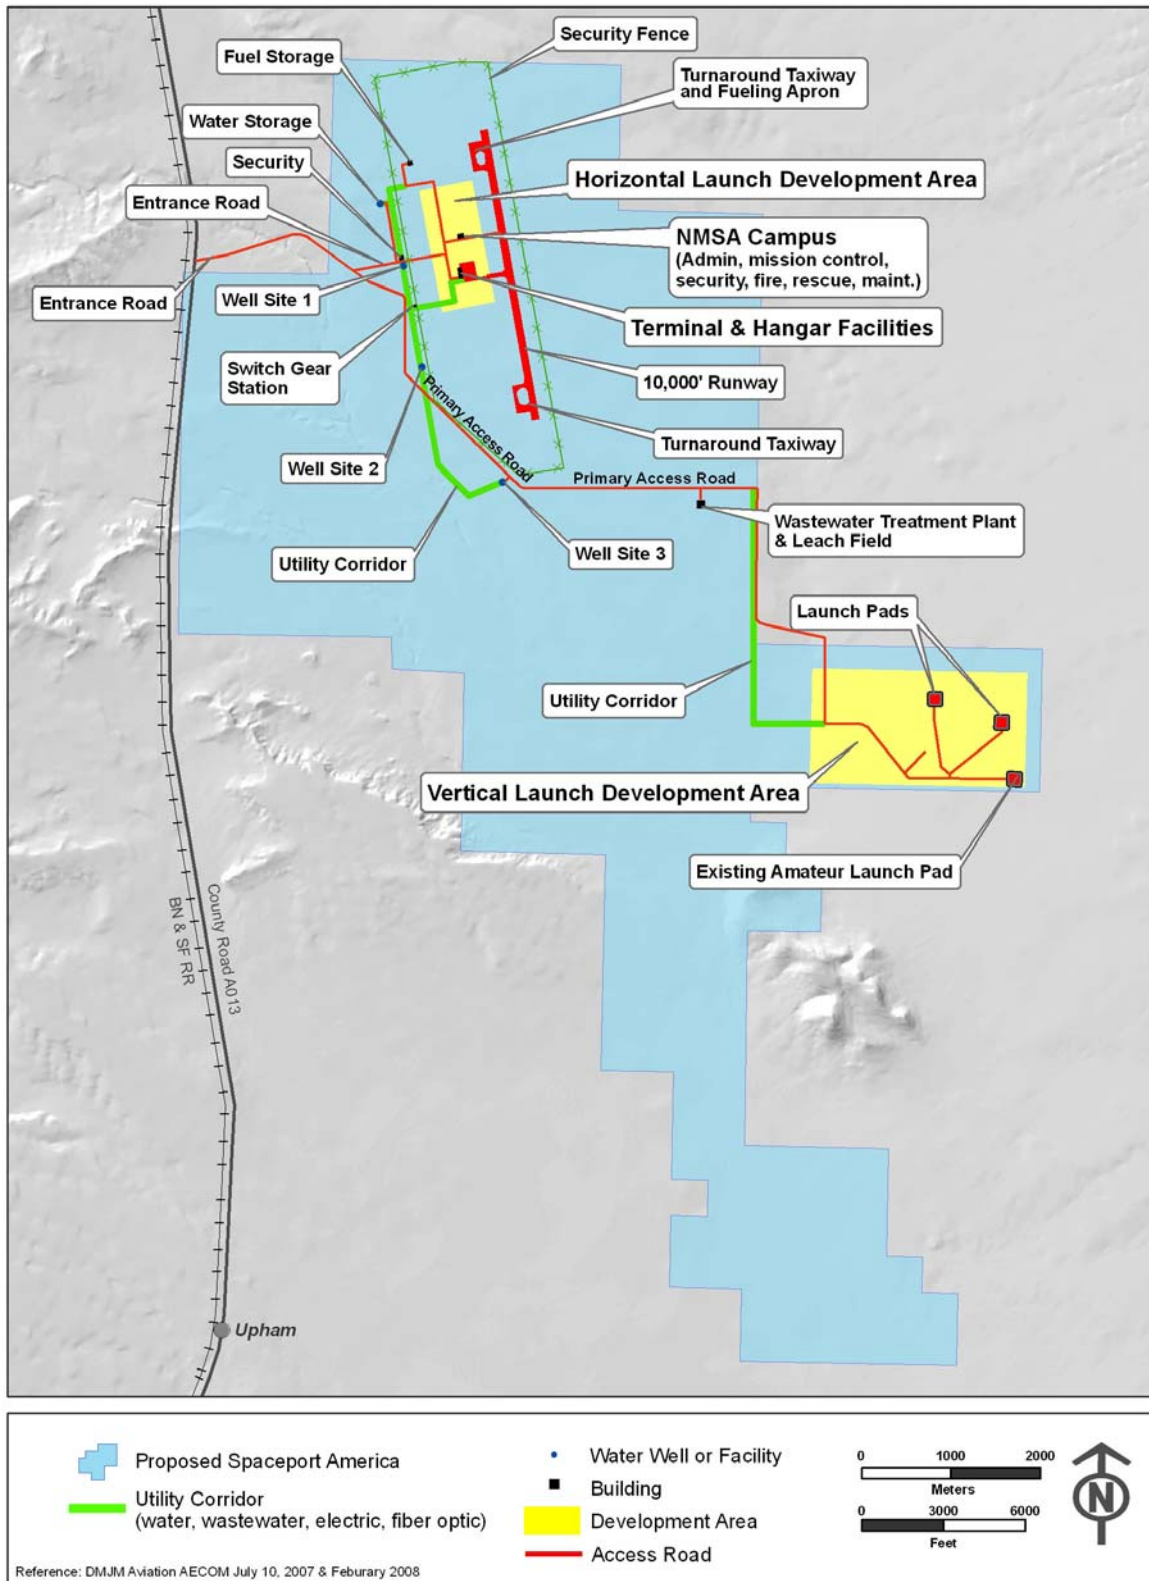 Security Fence
Fuel Storage
Turnaround Taxiway
and Fueling Apron
Water Storage
Security
Horizontal Launch Development Area
Entrance Road
NMSA Campus
(Admin, mission control,
security, fire, rescue, maint.)
Entrance Road
Well Site 1
Terminal & Hangar Facilities
Switch Gear
Station
10,000' Runway
Primary Access Road
Turnaround Taxiway
Well Site 2
Primary Access Road
Wastewater Treatment Plant
& Leach Field
Utility Corridor
Well Site 3
Launch Pads
Utility Corridor
Vertical Launch Development Area
Existing Amateur Launch Pad
County Road A013
BN & SF RR
Upham
Proposed Spaceport America
Utility Corridor
(water, wastewater, electric, fiber optic)
Water Well or Facility
Building
Development Area
Access Road
0 1000 2000
Meters
0 3000 6000
Feet
N
Reference: DMJM Aviation AECOM July 10, 2007 & Feburary 2008